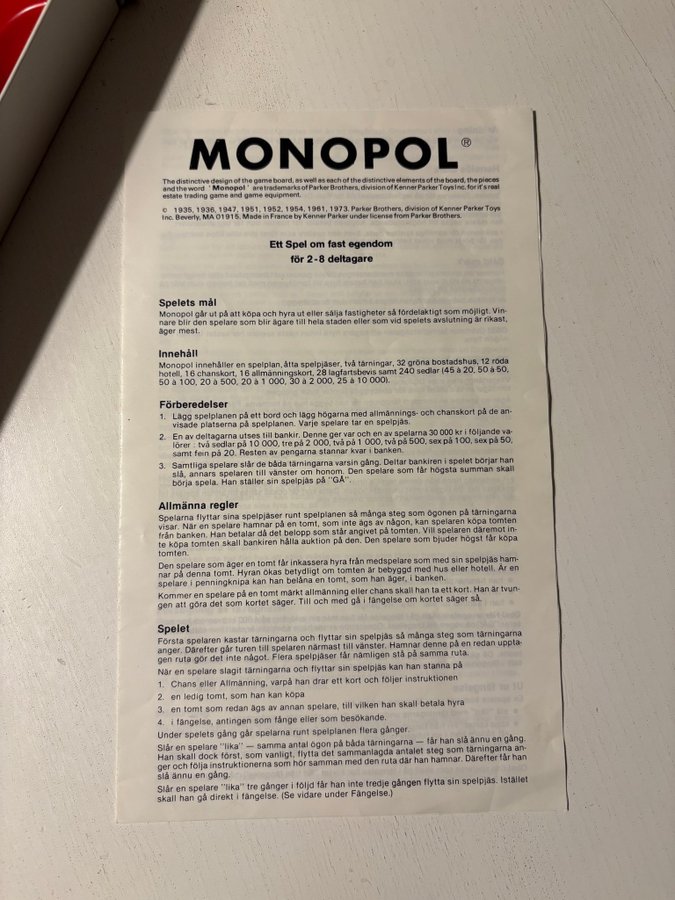 MONOPOL®
The distinctive design of the game board, as well as each of the distinctive elements of the board, the pieces
and the word "Monopol" are trademarks of Parker Brothers, division of Kenner Parker Toys Inc. for it's real
estate trading game and game equipment.
© 1935, 1936, 1947, 1951, 1952, 1954, 1961, 1973. Parker Brothers, division of Kenner Parker Toys
Inc. Beverly, MA 01915. Made in France by Kenner Parker under license from Parker Brothers.
Ett Spel om fast egendom
för 2-8 deltagare
Spelets mål
Monopol går ut på att köpa och hyra ut eller sälja fastigheter så fördelaktigt som möjligt. Vin-
nare blir den spelare som blir ägare till hela staden eller som vid spelets avslutning är rikast,
äger mest.
Innehåll
Monopol innehåller en spelplan, åtta spelpjäser, två tärningar, 32 gröna bostadshus, 12 röda
hotell, 16 chanskort, 16 allmänningskort, 28 lagfartsbevis samt 240 sedlar (45 à 20, 50 à 50,
50 à 100, 20 à 500, 20 à 1 000, 30 à 2 000, 25 à 10 000).
Förberedelser
1. Lägg spelplanen på ett bord och lägg högarna med allmännings- och chanskort på de an-
visade platserna på spelplanen. Varje spelare tar en spelpjäs.
2. En av deltagarna utses till bankir. Denne ger var och en av spelarna 30 000 kr i följande va-
lörer : två sedlar på 10 000, tre på 2 000, två på 1 000, två på 500, sex på 100, sex på 50,
samt fem på 20. Resten av pengarna stannar kvar i banken.
3. Samtliga spelare slår de båda tärningarna varsin gång. Deltar bankiren i spelet börjar han
slå, annars spelaren till vänster om honom. Den spelare som får högsta summan skall
börja spela. Han ställer sin spelpjäs på "GÅ".
Allmänna regler
Spelarna flyttar sina spelpjäser runt spelplanen så många steg som ögonen på tärningarna
visar. När en spelare hamnar på en tomt, som inte ägs av någon, kan spelaren köpa tomten
från banken. Han betalar då det belopp som står angivet på tomten. Vill spelaren däremot in-
te köpa tomten skall bankiren hålla auktion på den. Den spelare som bjuder högst får köpa
tomten.
Den spelare som äger en tomt får inkassera hyra från medspelare som med sin spelpjäs ham-
nar på denna tomt. Hyran ökas betydligt om tomten är bebyggd med hus eller hotell. Är en
spelare i penningknipa kan han belåna en tomt, som han äger, i banken.
Kommer en spelare på en tomt märkt allmänning eller chans skall han ta ett kort. Han är tvun-
gen att göra det som kortet säger. Till och med gå i fängelse om kortet säger så.
Spelet
Första spelaren kastar tärningarna och flyttar sin spelpjäs så många steg som tärningarna
anger. Därefter går turen till spelaren närmast till vänster. Hamnar denne på en redan uppta-
gen ruta gör det inte något. Flera spelpjäser får nämligen stå på samma ruta.
När en spelare slagit tärningarna och flyttar sin spelpjäs kan han stanna på
1. Chans eller Allmänning, varpå han drar ett kort och följer instruktionen
2. en ledig tomt, som han kan köpa
3. en tomt som redan ägs av annan spelare, till vilken han skall betala hyra
4. i fängelse, antingen som fånge eller som besökande.
Under spelets gång går spelarna runt spelplanen flera gånger.
Slår en spelare "lika" — samma antal ögon på båda tärningarna — får han slå ännu en gång.
Han skall dock först, som vanligt, flytta det sammanlagda antalet steg som tärningarna an-
ger och följa instruktionerna som hör samman med den ruta där han hamnar. Därefter får han
slå ännu en gång.
Slår en spelare "lika" tre gånger i följd får han inte tredje gången flytta sin spelpjäs. Istället
skall han gå direkt i fängelse. (Se vidare under Fängelse.)